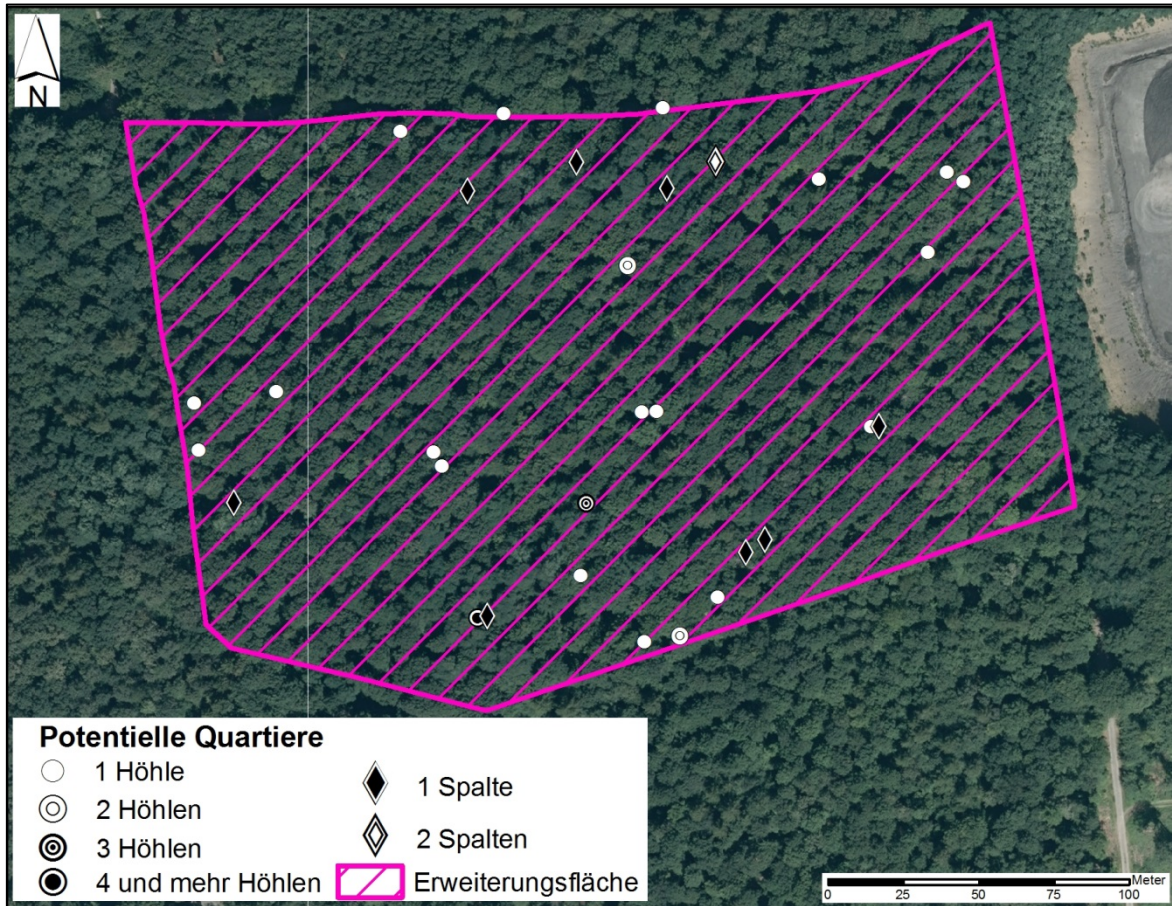 N
Potentielle Quartiere
1 Höhle
2 Höhlen
3 Höhlen
4 und mehr Höhlen
1 Spalte
2 Spalten
Erweiterungsfläche
Meter
0 25 50 75 100